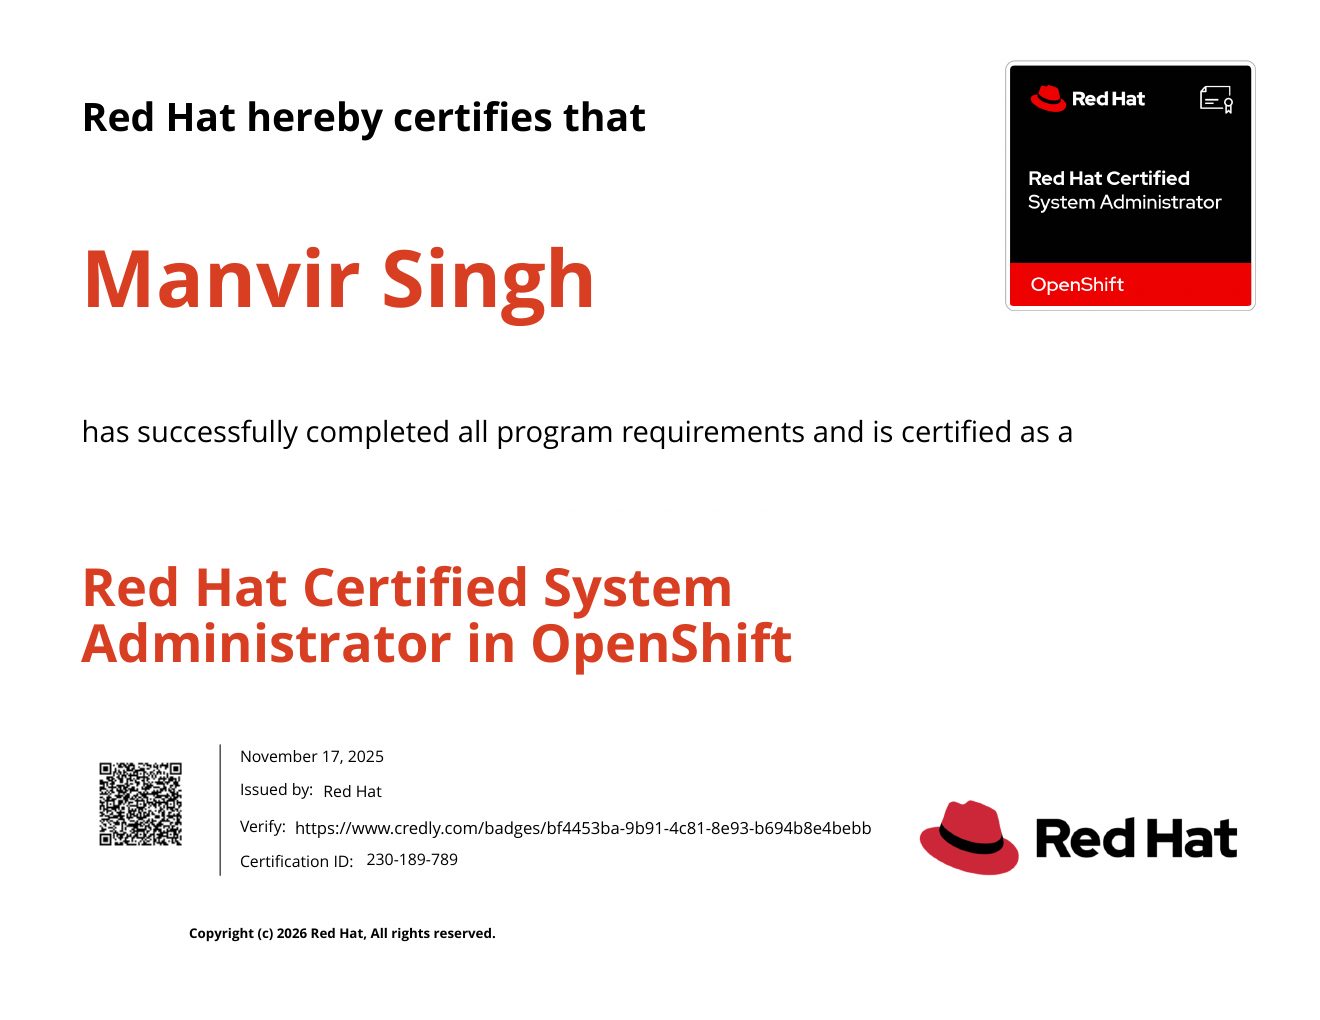 Red Hat hereby certifies that
Red Hat
Red Hat Certified
System Administrator
OpenShift
Manvir Singh
has successfully completed all program requirements and is certified as a
Red Hat Certified System
Administrator in OpenShift
November 17, 2025
Issued by: Red Hat
Verify: https://www.credly.com/badges/bf4453ba-9b91-4c81-8e93-b694b8e4bebb
Certification ID: 230-189-789
Red Hat
Copyright (c) 2026 Red Hat, All rights reserved.